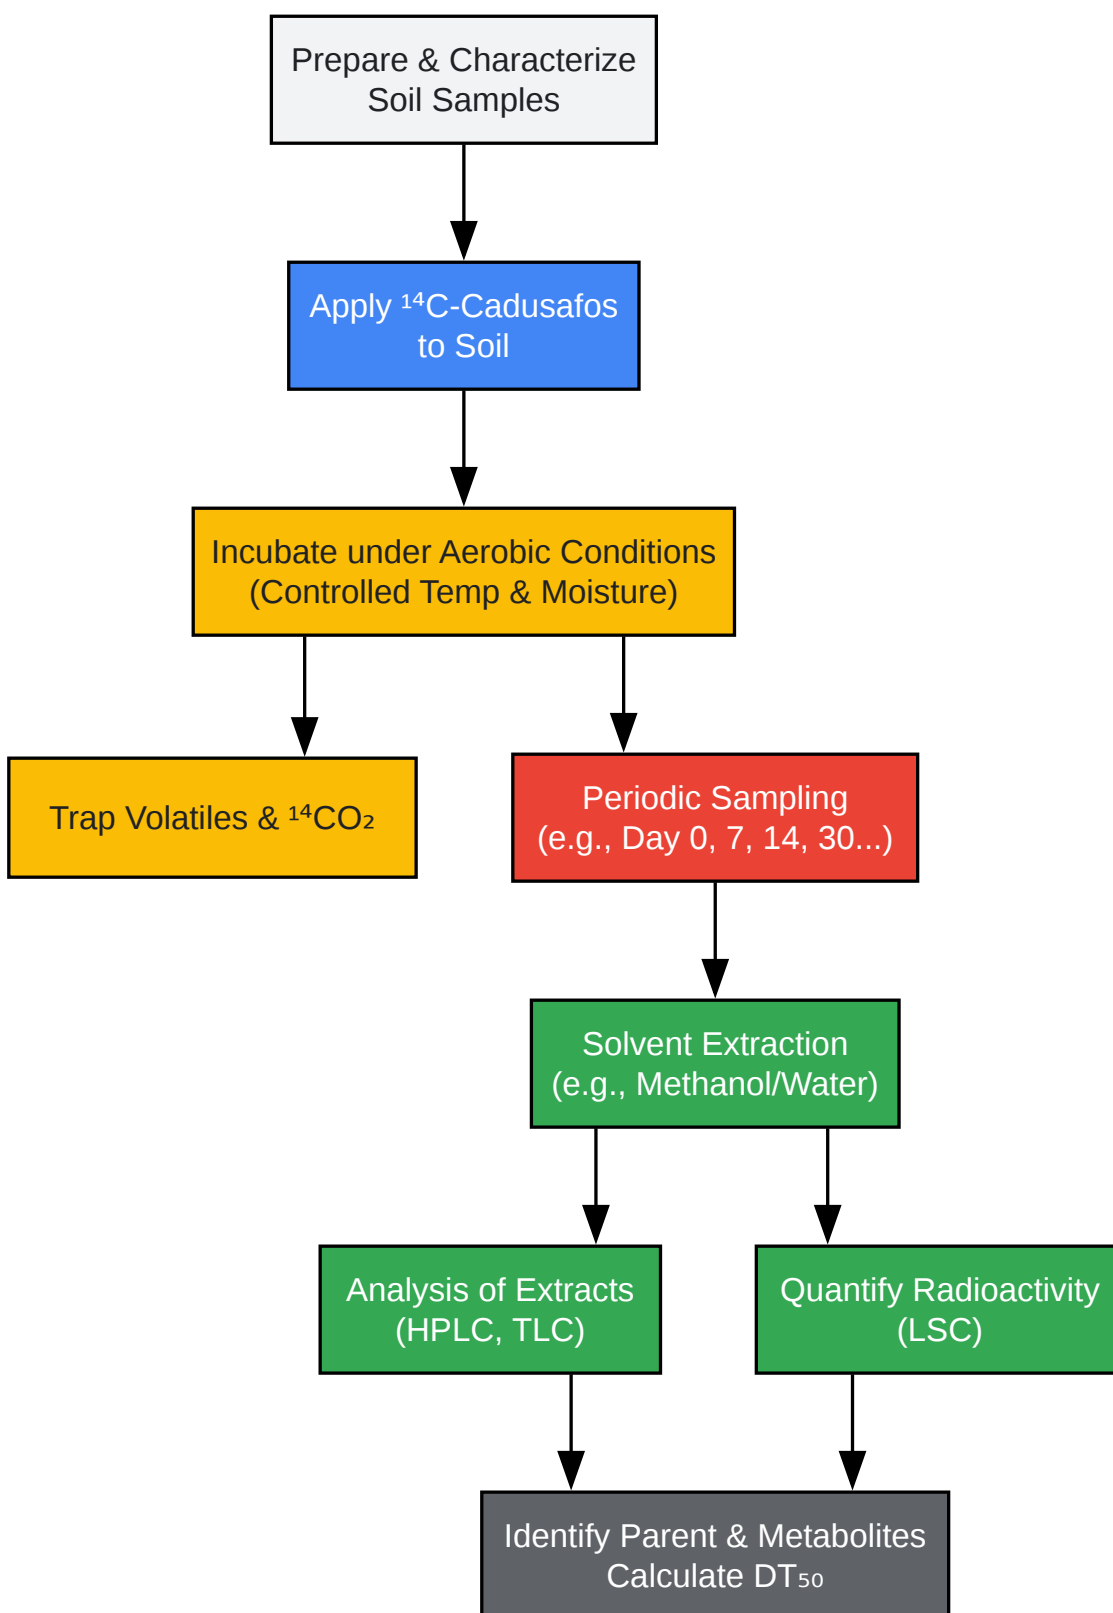 Prepare & Characterize
Soil Samples
Apply ¹⁴C-Cadusafos
to Soil
Incubate under Aerobic Conditions
(Controlled Temp & Moisture)
Trap Volatiles & ¹⁴CO₂
Periodic Sampling
(e.g., Day 0, 7, 14, 30...)
Solvent Extraction
(e.g., Methanol/Water)
Analysis of Extracts
(HPLC, TLC)
Quantify Radioactivity
(LSC)
Identify Parent & Metabolites
Calculate DT₅₀